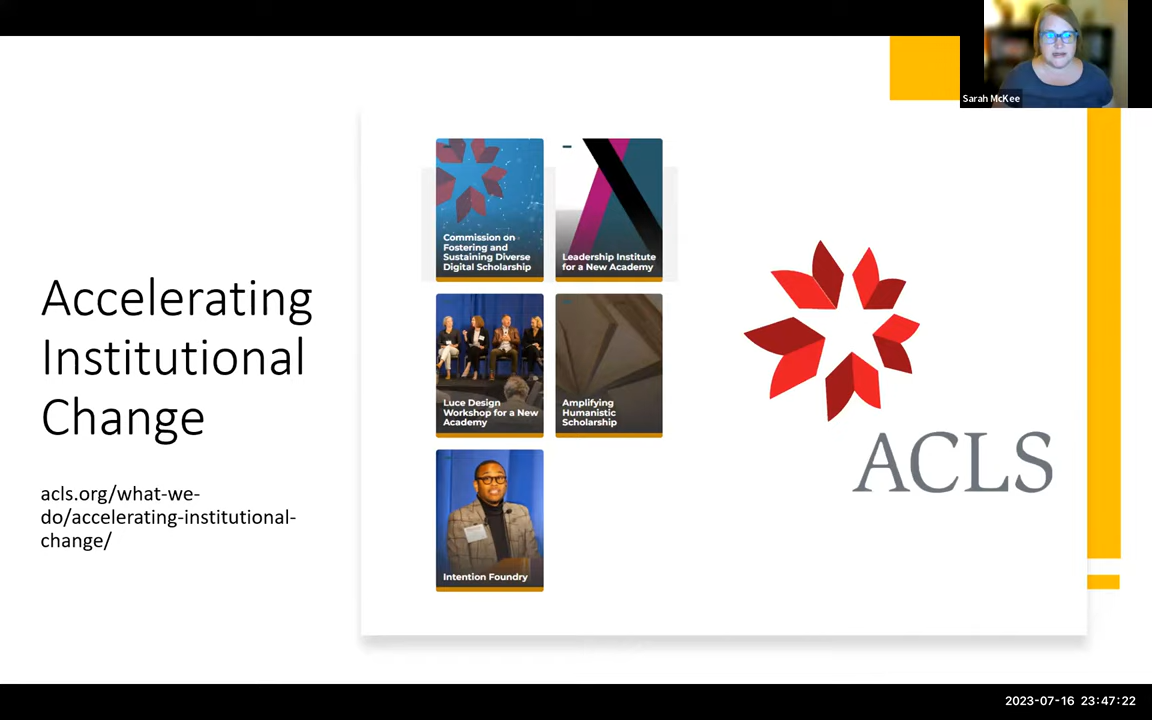 Sarah McKee
Accelerating
Institutional
Change
acls.org/what-we-
do/accelerating-institutional-
change/
Commission on
Fostering and
Sustaining Diverse
Digital Scholarship
Leadership Institute
for a New Academy
Luce Design
Workshop for a New
Academy
Amplifying
Humanistic
Scholarship
Intention Foundry
ACLS
2023-07-16 23:47:22